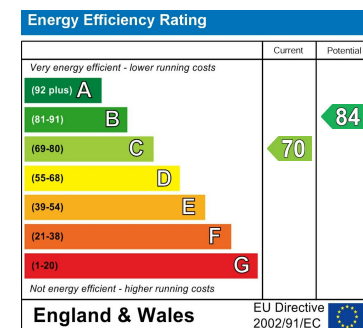 Energy Efficiency Rating
Current Potential
Very energy efficient - lower running costs
(92 plus) A
(81-91) B
84
(69-80) C
70
(55-68) D
(39-54) E
(21-38) F
(1-20) G
Not energy efficient - higher running costs
England & Wales
EU Directive
2002/91/EC